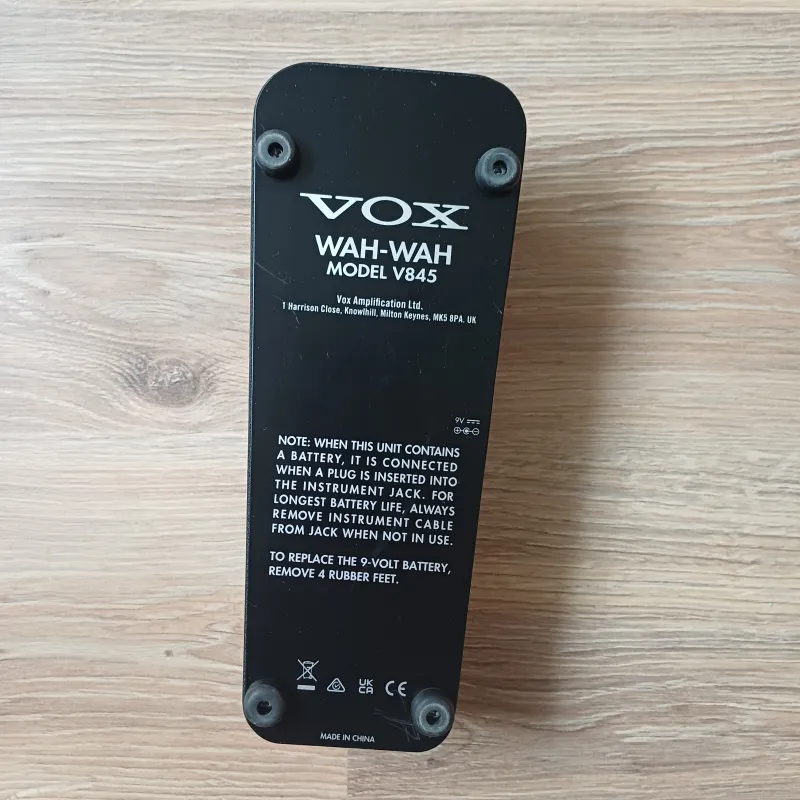 VOX
WAH-WAH
MODEL V845
Vox Amplification Ltd.
1 Harrison Close, Knowlhill, Milton Keynes, MK5 8PA. UK
9V
NOTE: WHEN THIS UNIT CONTAINS
A BATTERY, IT IS CONNECTED
WHEN A PLUG IS INSERTED INTO
THE INSTRUMENT JACK. FOR
LONGEST BATTERY LIFE, ALWAYS
REMOVE INSTRUMENT CABLE
FROM JACK WHEN NOT IN USE.
TO REPLACE THE 9-VOLT BATTERY,
REMOVE 4 RUBBER FEET.
UK
CA CE
MADE IN CHINA